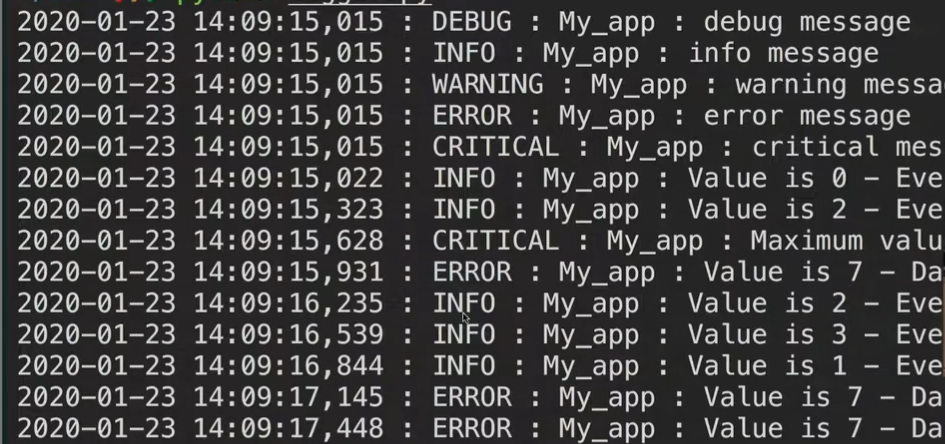 2020-01-23 14:09:15,015 : DEBUG : My_app : debug message
2020-01-23 14:09:15,015 : INFO : My_app : info message
2020-01-23 14:09:15,015 : WARNING : My_app : warning messa
2020-01-23 14:09:15,015 : ERROR : My_app : error message
2020-01-23 14:09:15,015 : CRITICAL : My_app : critical mes
2020-01-23 14:09:15,022 : INFO : My_app : Value is 0 - Eve
2020-01-23 14:09:15,323 : INFO : My_app : Value is 2 - Eve
2020-01-23 14:09:15,628 : CRITICAL : My_app : Maximum valu
2020-01-23 14:09:15,931 : ERROR : My_app : Value is 7 - Da
2020-01-23 14:09:16,235 : INFO : My_app : Value is 2 - Eve
2020-01-23 14:09:16,539 : INFO : My_app : Value is 3 - Eve
2020-01-23 14:09:16,844 : INFO : My_app : Value is 1 - Eve
2020-01-23 14:09:17,145 : ERROR : My_app : Value is 7 - Da
2020-01-23 14:09:17,448 : ERROR : My_app : Value is 7 - Da